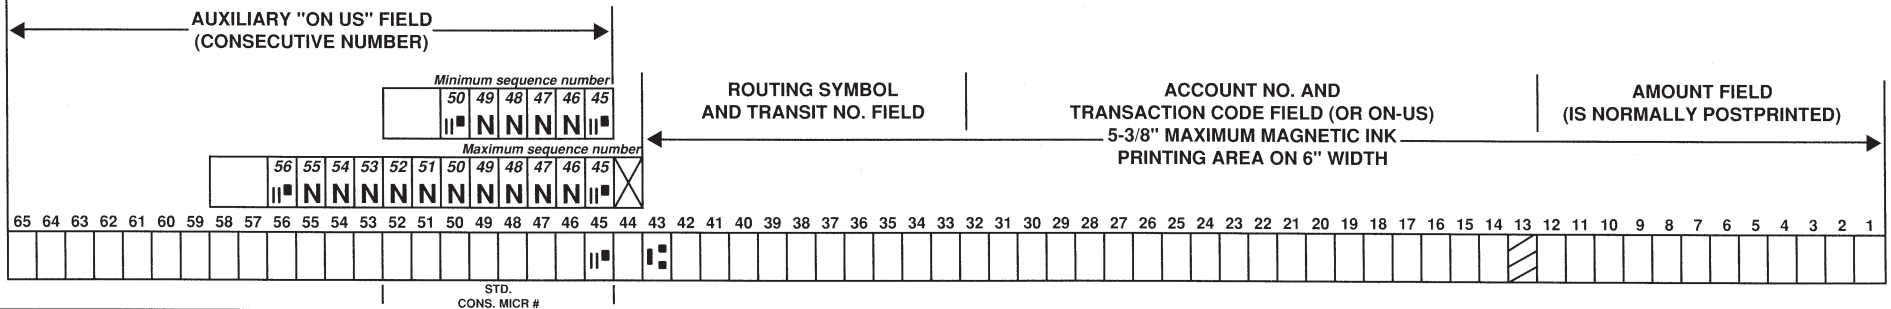 AUXILIARY "ON US" FIELD
(CONSECUTIVE NUMBER)
Minimum sequence number
50 49 48 47 46 45
⑈ N N N N ⑈
Maximum sequence number
56 55 54 53 52 51 50 49 48 47 46 45
⑈ N N N N N N N N N N ⑈
ROUTING SYMBOL
AND TRANSIT NO. FIELD
ACCOUNT NO. AND
TRANSACTION CODE FIELD (OR ON-US)
5-3/8" MAXIMUM MAGNETIC INK
PRINTING AREA ON 6" WIDTH
AMOUNT FIELD
(IS NORMALLY POSTPRINTED)
65 64 63 62 61 60 59 58 57 56 55 54 53 52 51 50 49 48 47 46 45 44 43 42 41 40 39 38 37 36 35 34 33 32 31 30 29 28 27 26 25 24 23 22 21 20 19 18 17 16 15 14 13 12 11 10 9 8 7 6 5 4 3 2 1
⑈ ⑆
STD.
CONS. MICR #